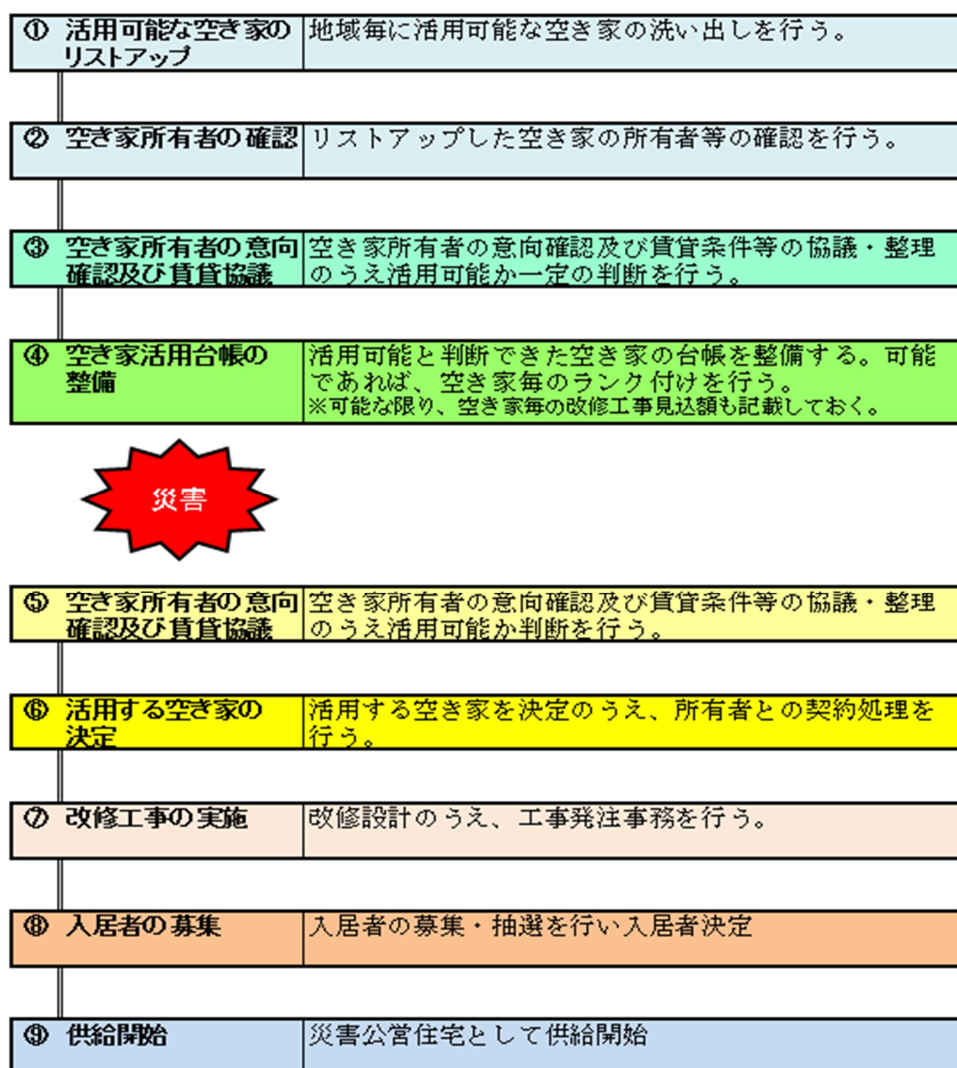 ① 活用可能な空き家の
リストアップ
地域毎に活用可能な空き家の洗い出しを行う。
② 空き家所有者の確認
リストアップした空き家の所有者等の確認を行う。
③ 空き家所有者の意向
確認及び賃貸協議
空き家所有者の意向確認及び賃貸条件等の協議・整理
のうえ活用可能か一定の判断を行う。
④ 空き家活用台帳の
整備
活用可能と判断できた空き家の台帳を整備する。可能
であれば、空き家毎のランク付けを行う。
※可能な限り、空き家毎の改修工事見込額も記載しておく。
災害
⑤ 空き家所有者の意向
確認及び賃貸協議
空き家所有者の意向確認及び賃貸条件等の協議・整理
のうえ活用可能か判断を行う。
⑥ 活用する空き家の
決定
活用する空き家を決定のうえ、所有者との契約処理を
行う。
⑦ 改修工事の実施
改修設計のうえ、工事発注事務を行う。
⑧ 入居者の募集
入居者の募集・抽選を行い入居者決定
⑨ 供給開始
災害公営住宅として供給開始